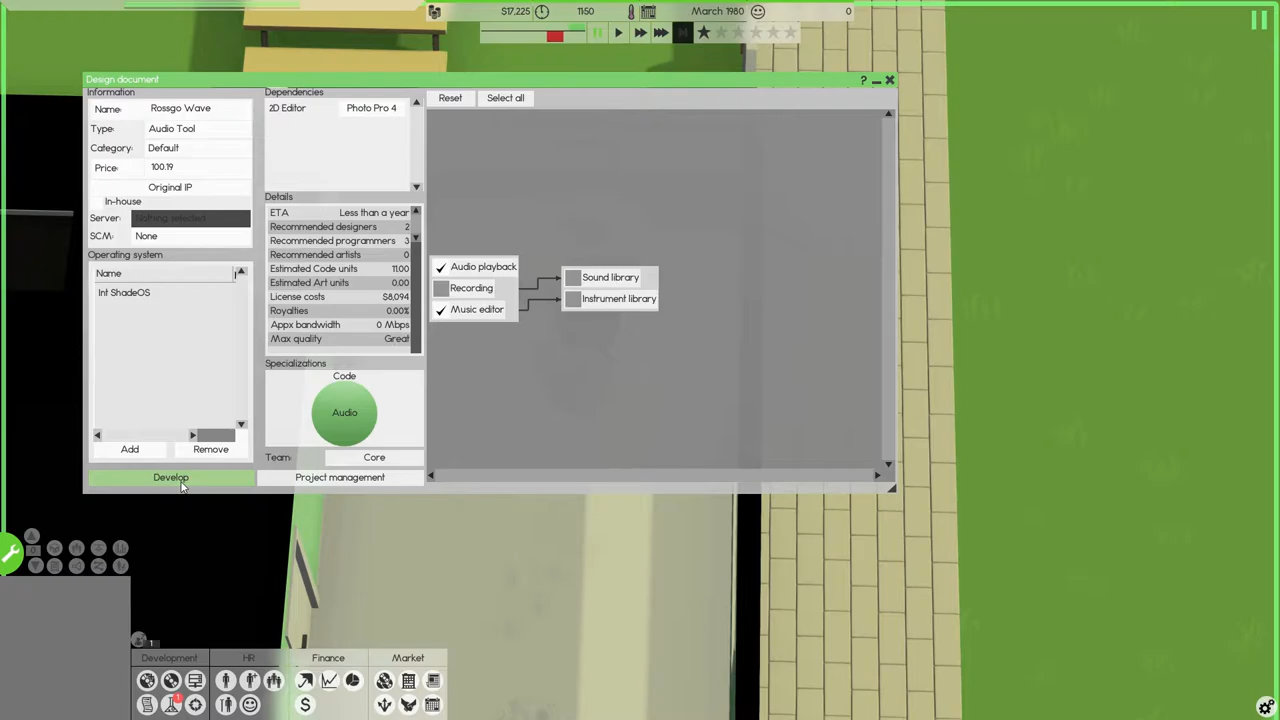 $17,225 1150 March 1980 0
Design document
?
Information
Name: Rossgo Wave
Type: Audio Tool
Category: Default
Price: 100.19
Original IP
In-house
Server: Nothing selected
SCM: None
Operating system
Name
Int ShadeOS
Add Remove
Develop
Dependencies
2D Editor Photo Pro 4
Details
ETA Less than a year
Recommended designers 2
Recommended programmers 3
Recommended artists 0
Estimated Code units 11.00
Estimated Art units 0.00
License costs $8,094
Royalties 0.00%
Appx bandwidth 0 Mbps
Max quality Great
Specializations
Code
Audio
Team: Core
Project management
Reset Select all
Audio playback
Recording
Music editor
Sound library
Instrument library
0
1
Development HR Finance Market
1
$